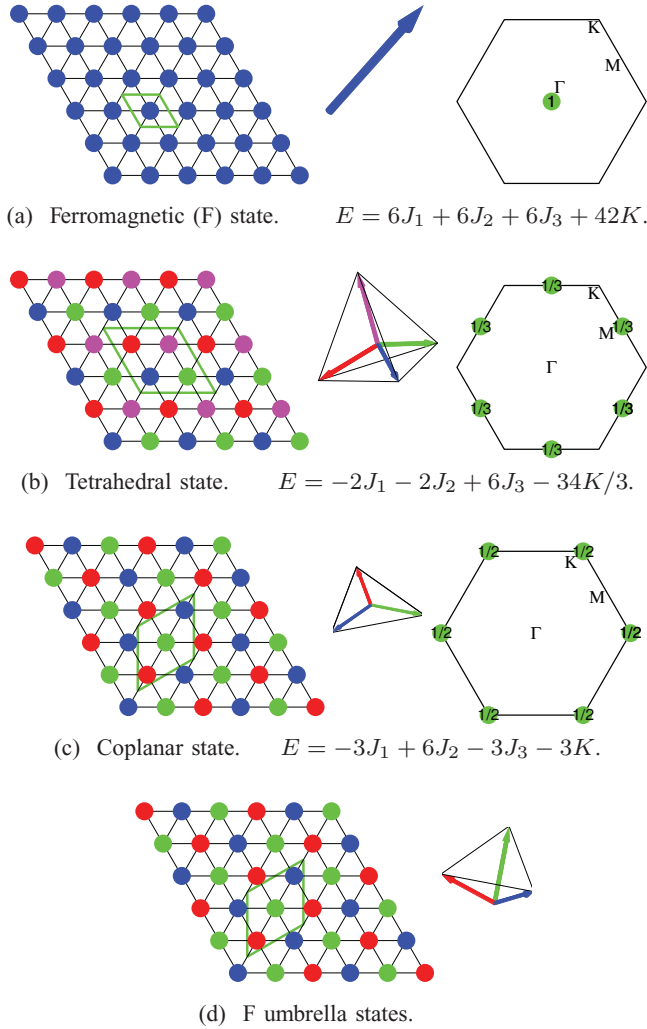 K
M
Γ
1
(a) Ferromagnetic (F) state. E = 6J₁ + 6J₂ + 6J₃ + 42K.
1/3
K
1/3
M
1/3
Γ
1/3
1/3
1/3
(b) Tetrahedral state. E = −2J₁ − 2J₂ + 6J₃ − 34K/3.
1/2
1/2
K
M
1/2
Γ
1/2
1/2
1/2
(c) Coplanar state. E = −3J₁ + 6J₂ − 3J₃ − 3K.
(d) F umbrella states.